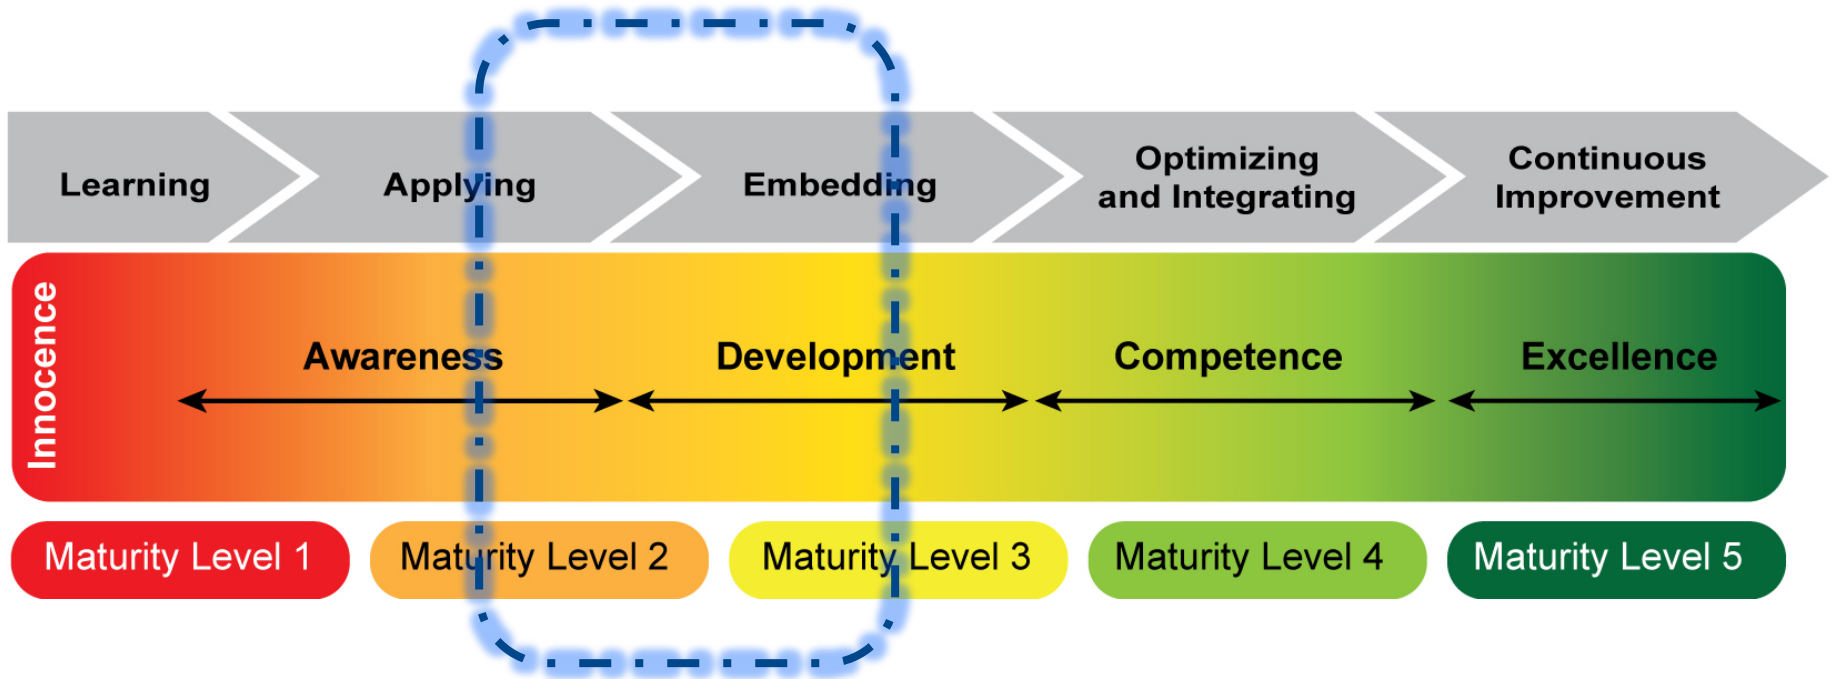 Learning
Applying
Embedding
Optimizing
and Integrating
Continuous
Improvement
Innocence
Awareness
Development
Competence
Excellence
Maturity Level 1
Maturity Level 2
Maturity Level 3
Maturity Level 4
Maturity Level 5